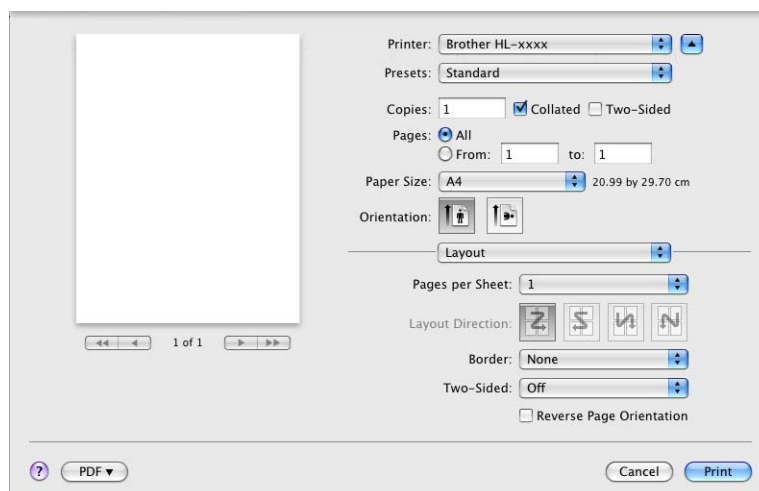 Printer: Brother HL-xxxx
Presets: Standard
Copies: 1 Collated Two-Sided
Pages: All
From: 1 to: 1
Paper Size: A4 20.99 by 29.70 cm
Orientation:
Layout
Pages per Sheet: 1
Layout Direction:
1 of 1
Border: None
Two-Sided: Off
Reverse Page Orientation
? PDF Cancel Print